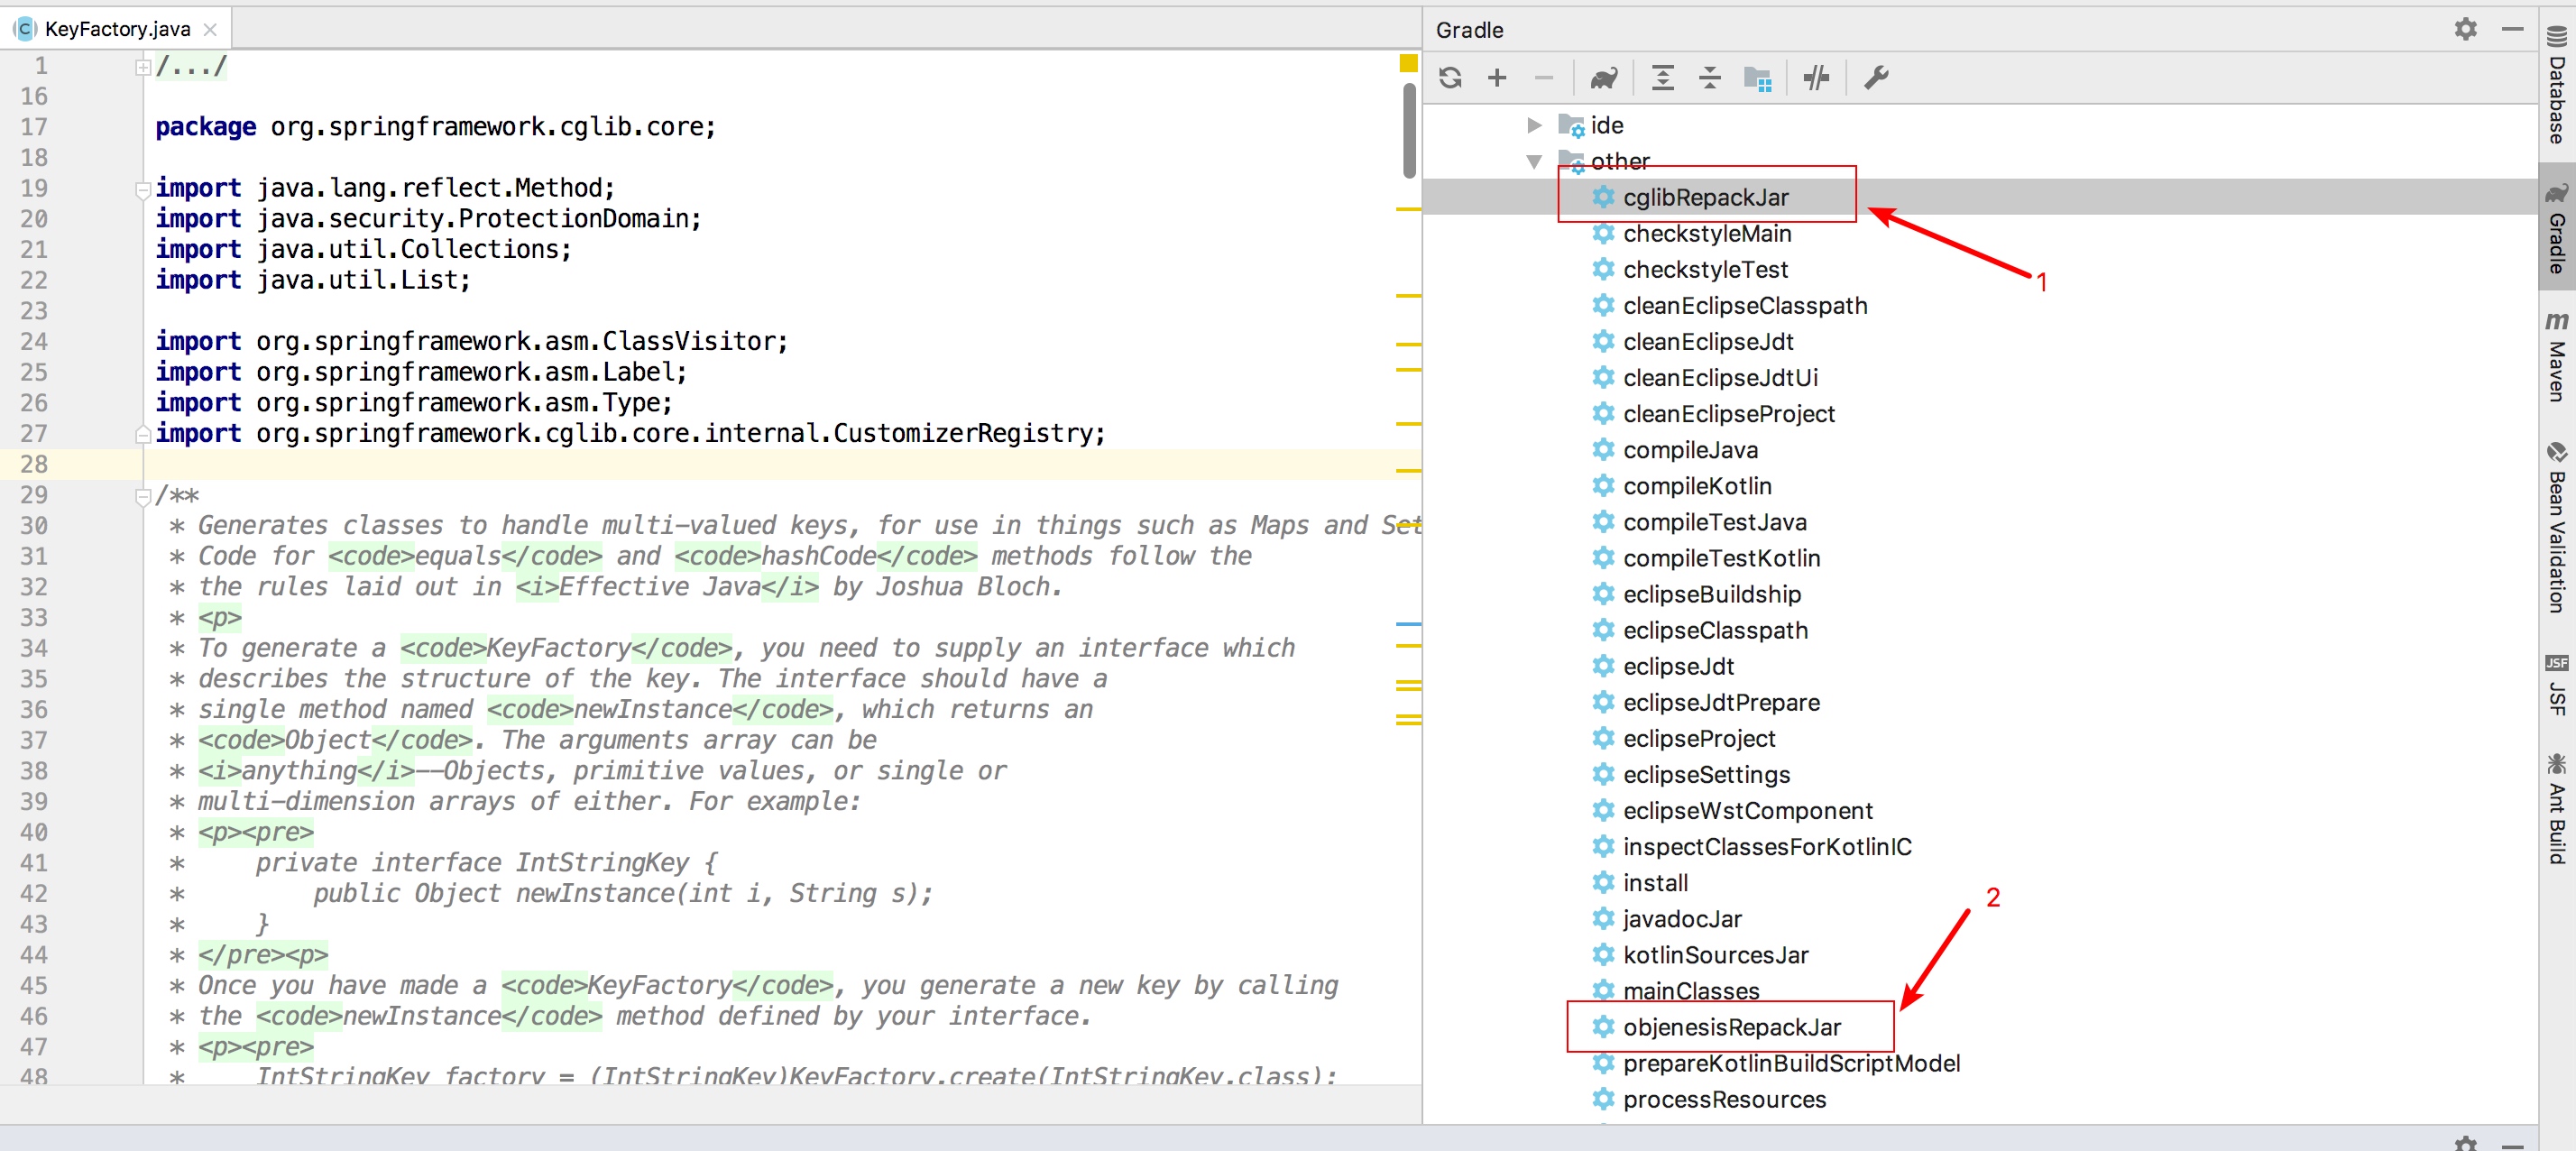 KeyFactory.java
1 /.../
16
17 package org.springframework.cglib.core;
18
19 import java.lang.reflect.Method;
20 import java.security.ProtectionDomain;
21 import java.util.Collections;
22 import java.util.List;
23
24 import org.springframework.asm.ClassVisitor;
25 import org.springframework.asm.Label;
26 import org.springframework.asm.Type;
27 import org.springframework.cglib.core.internal.CustomizerRegistry;
28
29 /**
30 * Generates classes to handle multi-valued keys, for use in things such as Maps and Set
31 * Code for <code>equals</code> and <code>hashCode</code> methods follow the
32 * the rules laid out in <i>Effective Java</i> by Joshua Bloch.
33 * <p>
34 * To generate a <code>KeyFactory</code>, you need to supply an interface which
35 * describes the structure of the key. The interface should have a
36 * single method named <code>newInstance</code>, which returns an
37 * <code>Object</code>. The arguments array can be
38 * <i>anything</i>--Objects, primitive values, or single or
39 * multi-dimension arrays of either. For example:
40 * <p><pre>
41 * private interface IntStringKey {
42 * public Object newInstance(int i, String s);
43 * }
44 * </pre><p>
45 * Once you have made a <code>KeyFactory</code>, you generate a new key by calling
46 * the <code>newInstance</code> method defined by your interface.
47 * <p><pre>
48 * IntStringKey factory = (IntStringKey)KeyFactory.create(IntStringKey.class);
Gradle
ide
other
cglibRepackJar
1
checkstyleMain
checkstyleTest
cleanEclipseClasspath
cleanEclipseJdt
cleanEclipseJdtUi
cleanEclipseProject
compileJava
compileKotlin
compileTestJava
compileTestKotlin
eclipseBuildship
eclipseClasspath
eclipseJdt
eclipseJdtPrepare
eclipseProject
eclipseSettings
eclipseWstComponent
inspectClassesForKotlinIC
install
2
javadocJar
kotlinSourcesJar
mainClasses
objenesisRepackJar
prepareKotlinBuildScriptModel
processResources
Database
Gradle
m Maven
Bean Validation
JSF
JSF
Ant Build